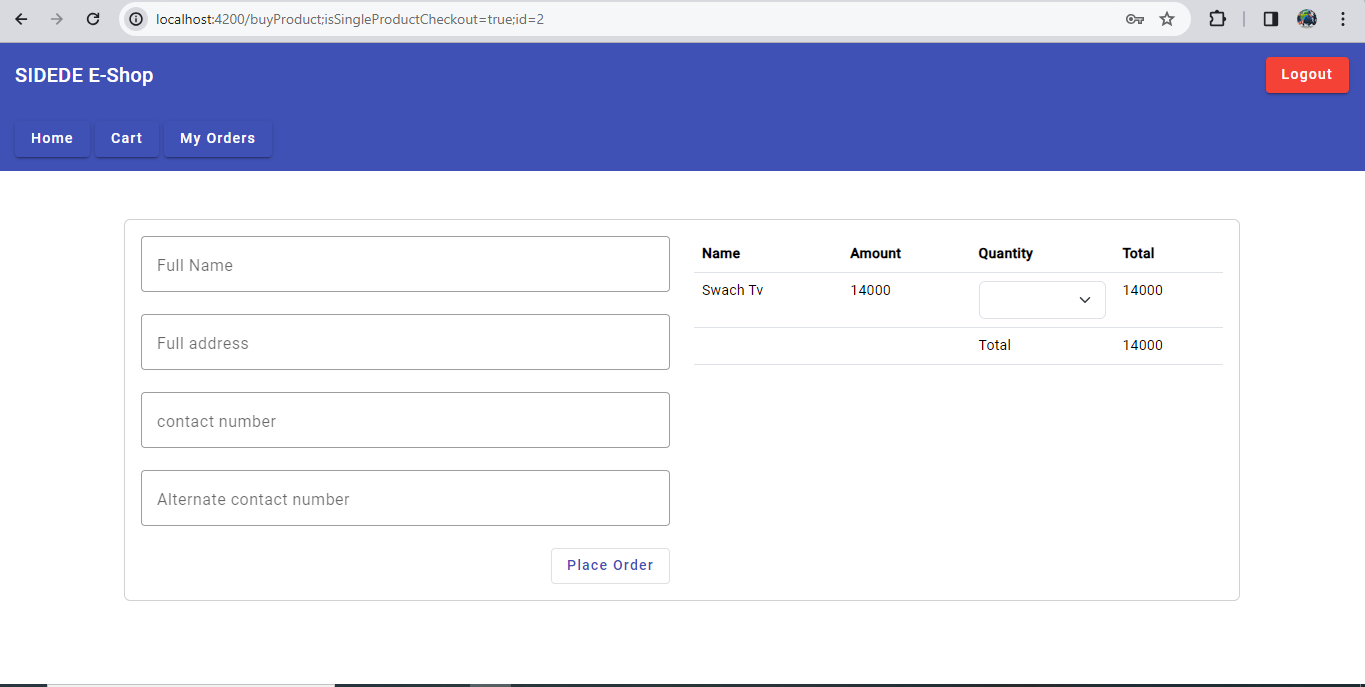 localhost:4200/buyProduct;isSingleProductCheckout=true;id=2
SIDEDE E-Shop
Logout
Home Cart My Orders
Full Name
Full address
contact number
Alternate contact number
Place Order
Name Amount Quantity Total
Swach Tv 14000 14000
Total 14000